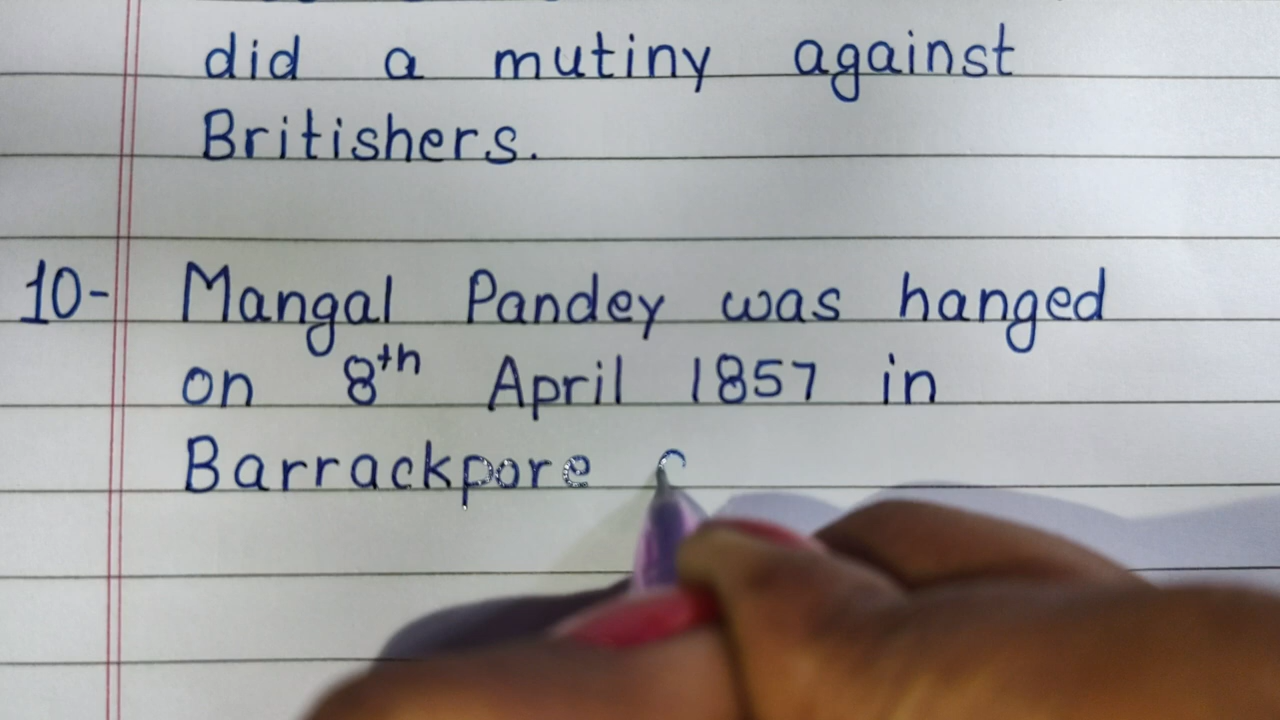 did a mutiny against
Britishers.
10- Mangal Pandey was hanged
on 8th April 1857 in
Barrackpore